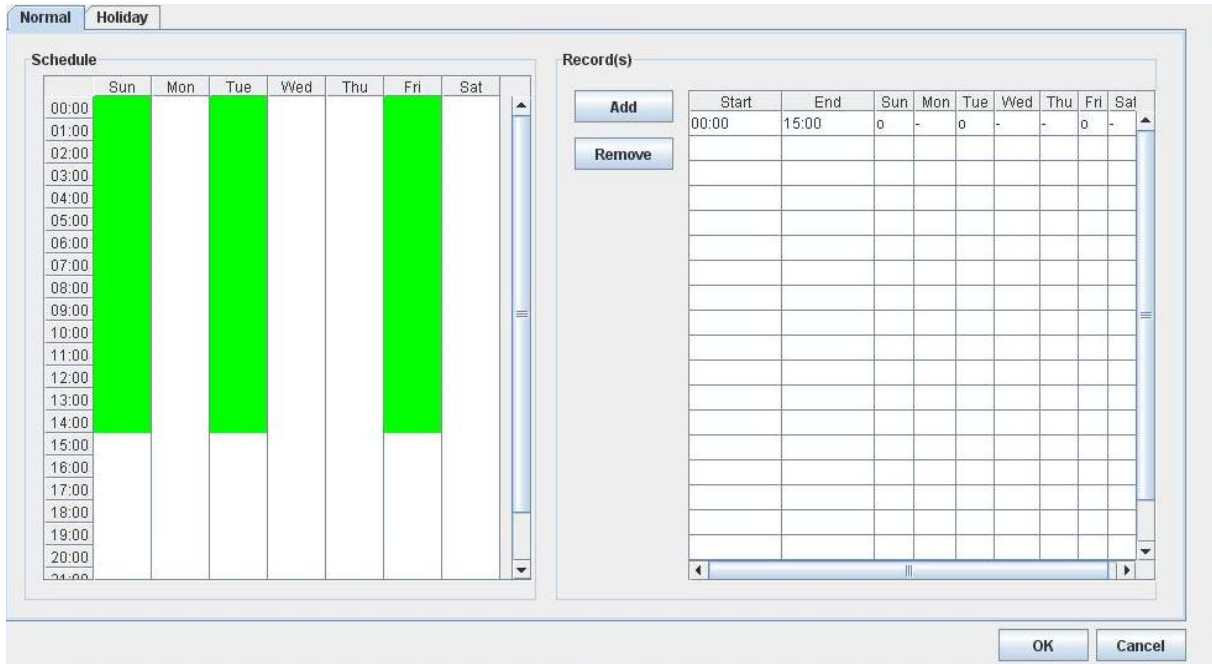 Normal Holiday
Schedule
Sun Mon Tue Wed Thu Fri Sat
00:00
01:00
02:00
03:00
04:00
05:00
06:00
07:00
08:00
09:00
10:00
11:00
12:00
13:00
14:00
15:00
16:00
17:00
18:00
19:00
20:00
21:00
Record(s)
Add
Remove
Start End Sun Mon Tue Wed Thu Fri Sat
00:00 15:00 o - o - - o -
OK Cancel